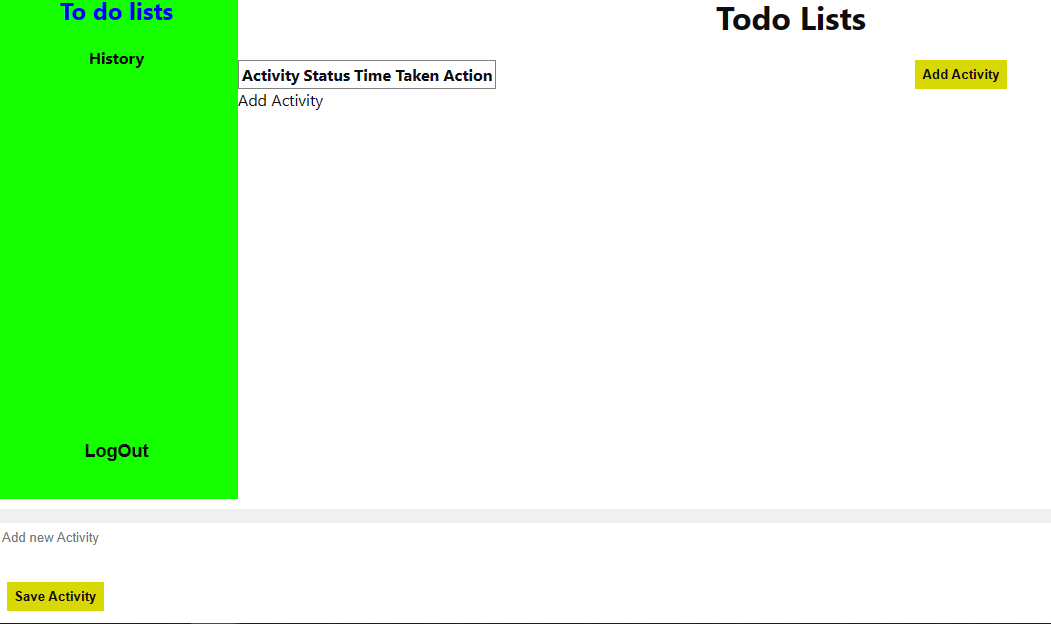 To do lists
History
LogOut
Todo Lists
Add Activity
Activity Status Time Taken Action
Add Activity
Add new Activity
Save Activity